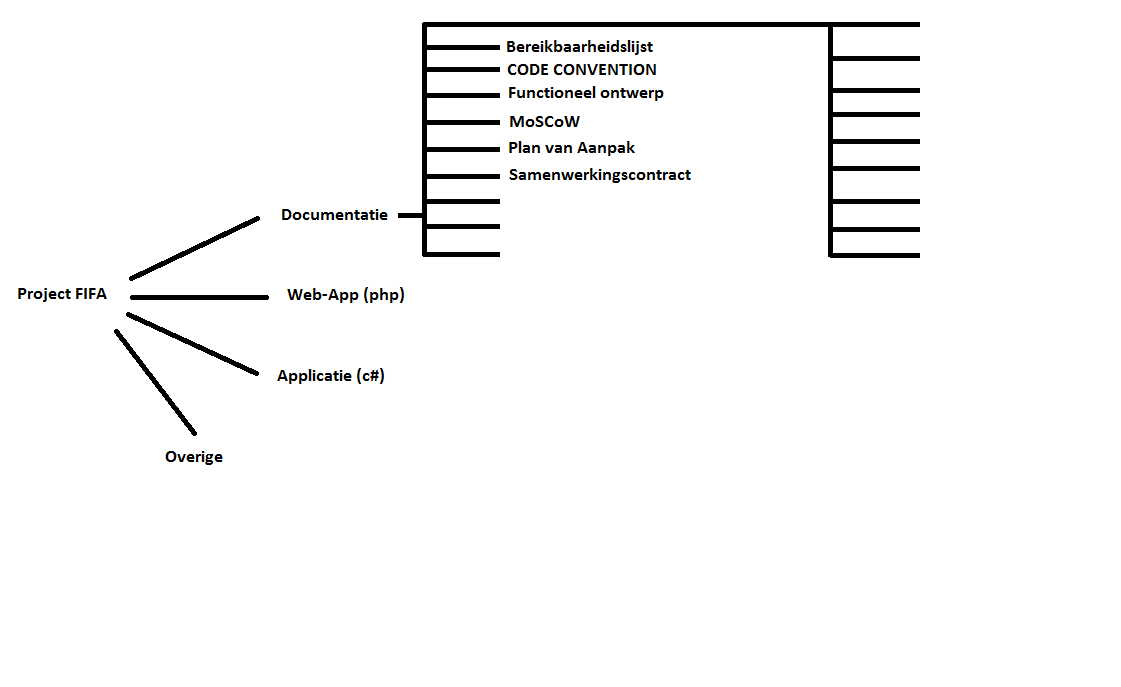 Bereikbaarheidslijst
CODE CONVENTION
Functioneel ontwerp
MoSCoW
Plan van Aanpak
Samenwerkingscontract
Documentatie
Project FIFA
Web-App (php)
Applicatie (c#)
Overige